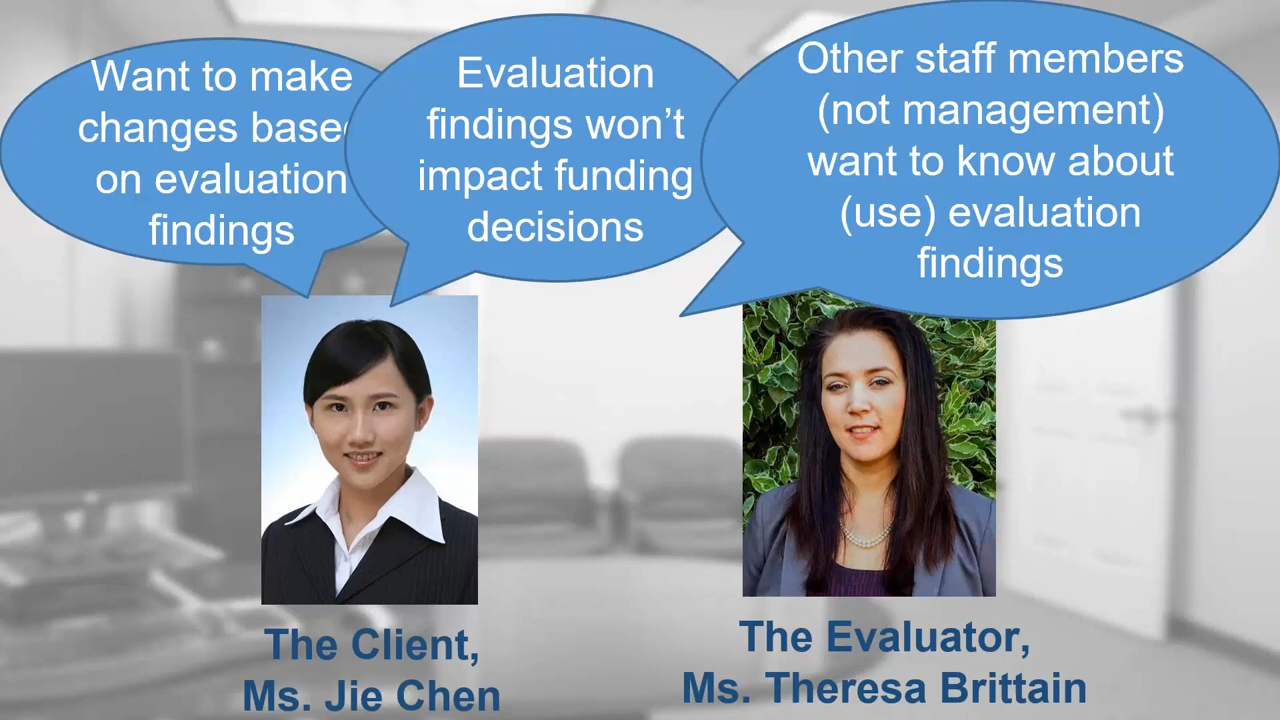 Want to make
changes based
on evaluation
findings
Evaluation
findings won’t
impact funding
decisions
Other staff members
(not management)
want to know about
(use) evaluation
findings
The Client,
Ms. Jie Chen
The Evaluator,
Ms. Theresa Brittain